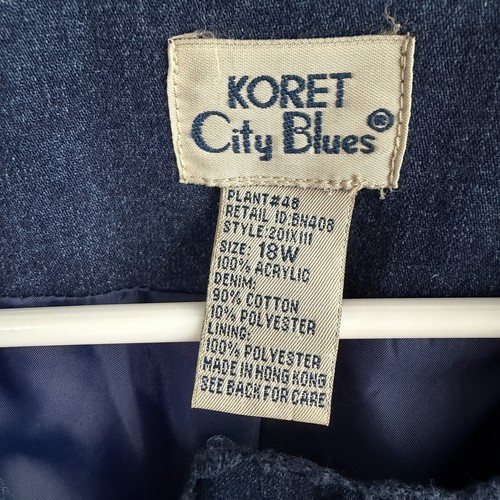 KORET
City Blues®
PLANT#46
RETAIL ID:BN408
STYLE:201X111
SIZE: 18W
100% ACRYLIC
DENIM:
90% COTTON
10% POLYESTER
LINING:
100% POLYESTER
MADE IN HONG KONG
SEE BACK FOR CARE